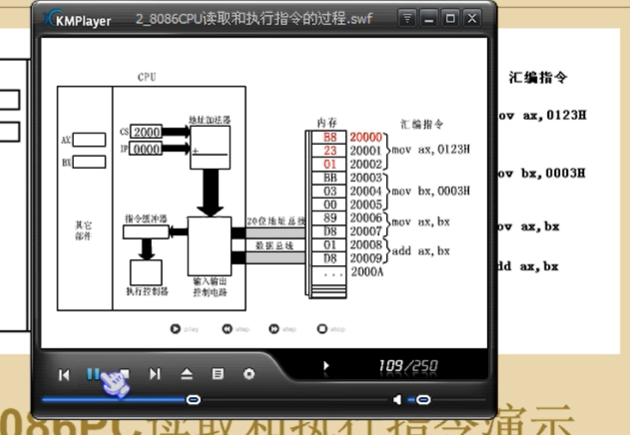 KMPlayer
2_8086CPU读取和执行指令的过程.swf
汇编指令
mov ax,0123H
mov bx,0003H
mov ax,bx
add ax,bx
CPU
AX
BX
其它
部件
CS 2000
IP 0000
地址加法器
+
指令缓冲器
执行控制器
输入输出
控制电路
20位地址总线
数据总线
内存
汇编指令
B8 20000
23 20001 mov ax,0123H
01 20002
BB 20003
03 20004 mov bx,0003H
00 20005
89 20006 mov ax,bx
D8 20007
01 20008 add ax,bx
D8 20009
... 2000A
play
step
step
stop
109/250
086PC读取和执行指令演示